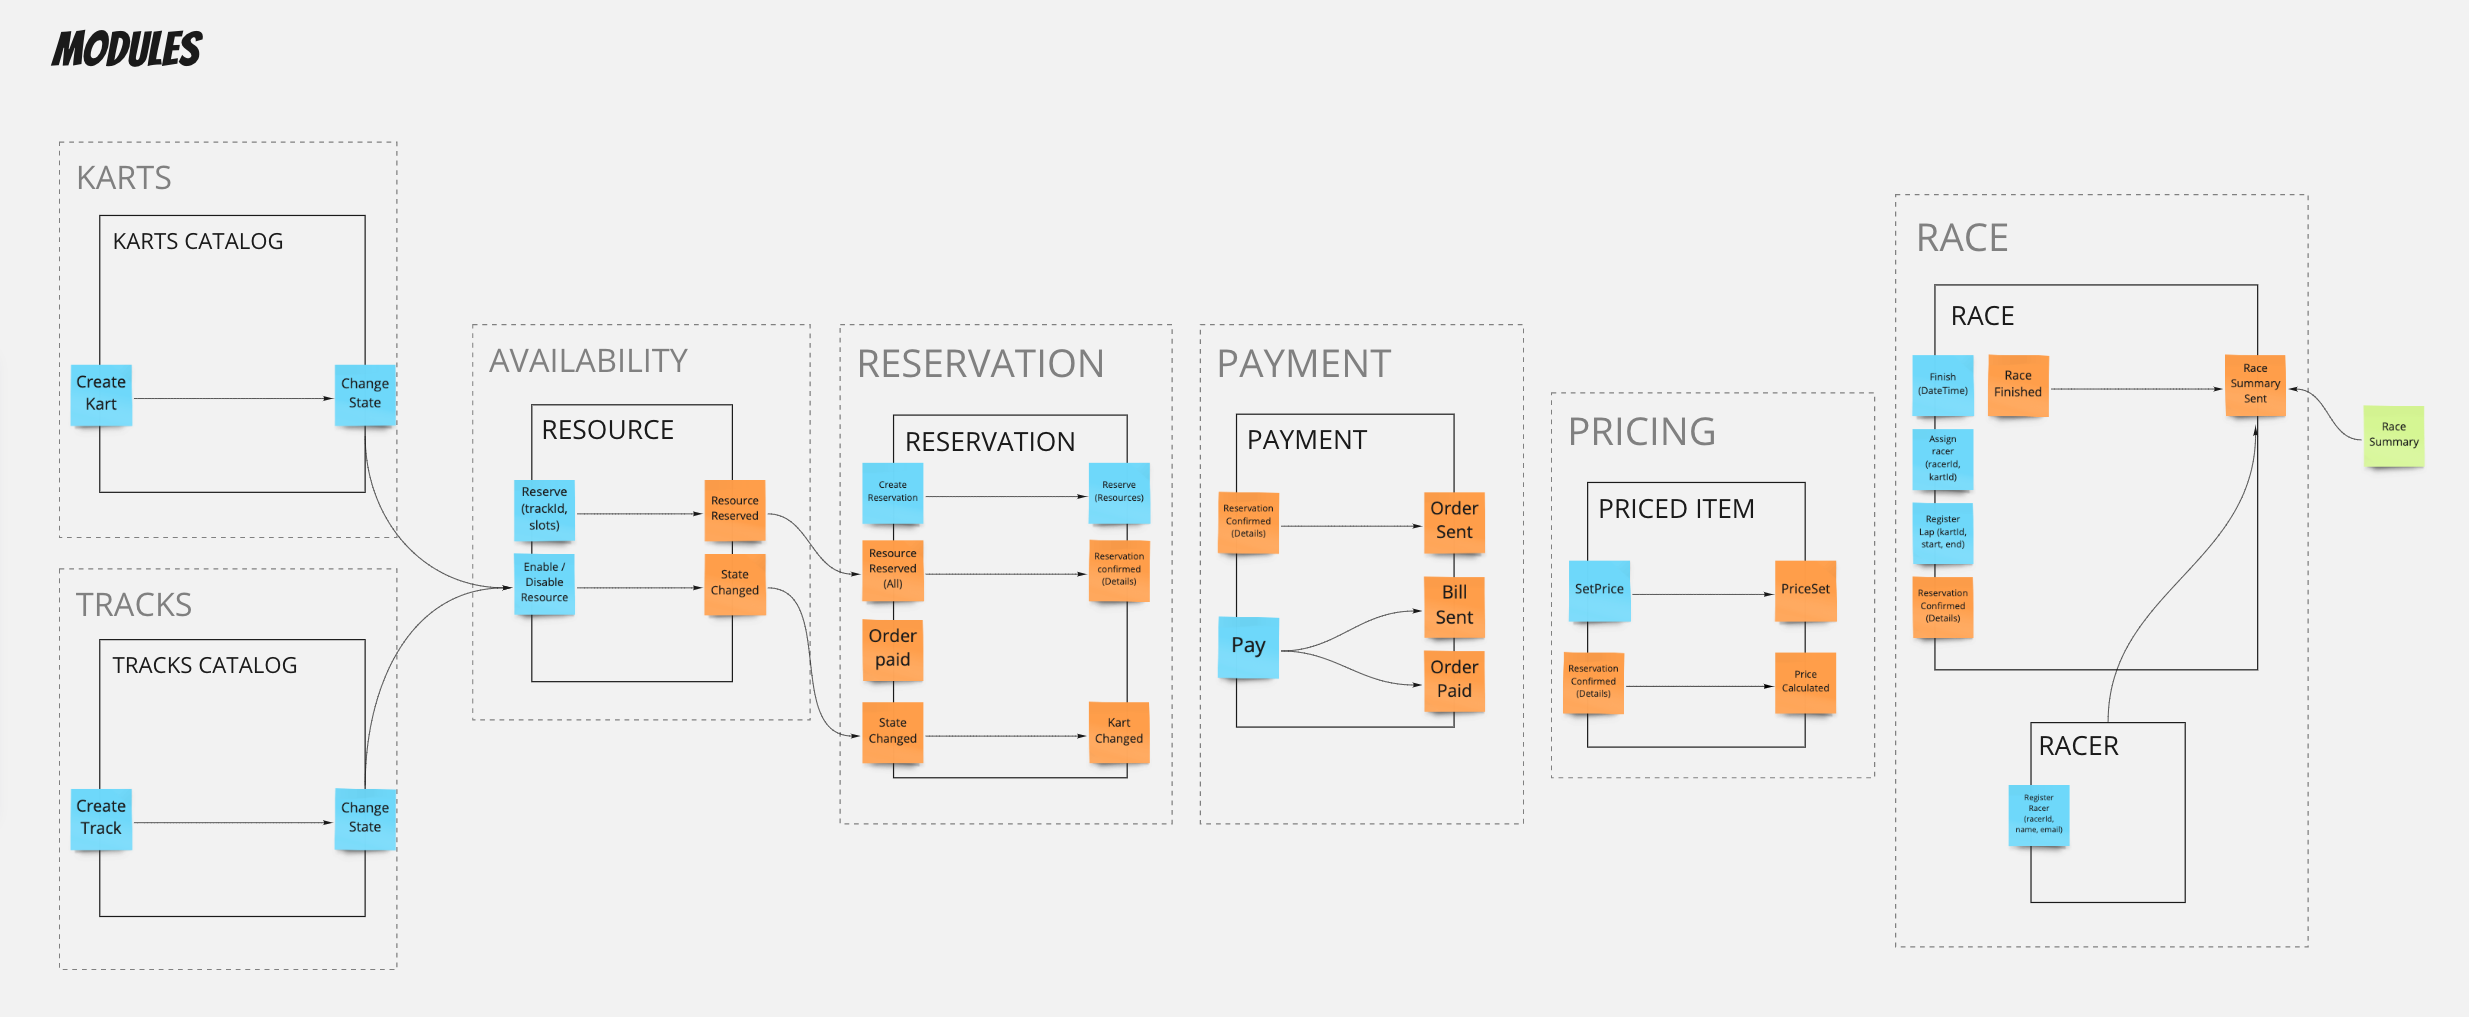 MODULES
KARTS
KARTS CATALOG
Create
Kart
Change
State
TRACKS
TRACKS CATALOG
Create
Track
Change
State
AVAILABILITY
RESOURCE
Reserve
(trackId,
slots)
Resource
Reserved
Enable /
Disable
Resource
State
Changed
RESERVATION
RESERVATION
Create
Reservation
Reserve
(Resources)
Resource
Reserved
(All)
Reservation
confirmed
(Details)
Order
paid
State
Changed
Kart
Changed
PAYMENT
PAYMENT
Reservation
Confirmed
(Details)
Order
Sent
Pay
Bill
Sent
Order
Paid
PRICING
PRICED ITEM
SetPrice
PriceSet
Reservation
Confirmed
(Details)
Price
Calculated
RACE
RACE
Finish
(DateTime)
Race
Finished
Race
Summary
Sent
Assign
racer
(racerId,
kartId)
Register
Lap (kartId,
start, end)
Reservation
Confirmed
(Details)
RACER
Register
Racer
(racerId,
name, email)
Race
Summary